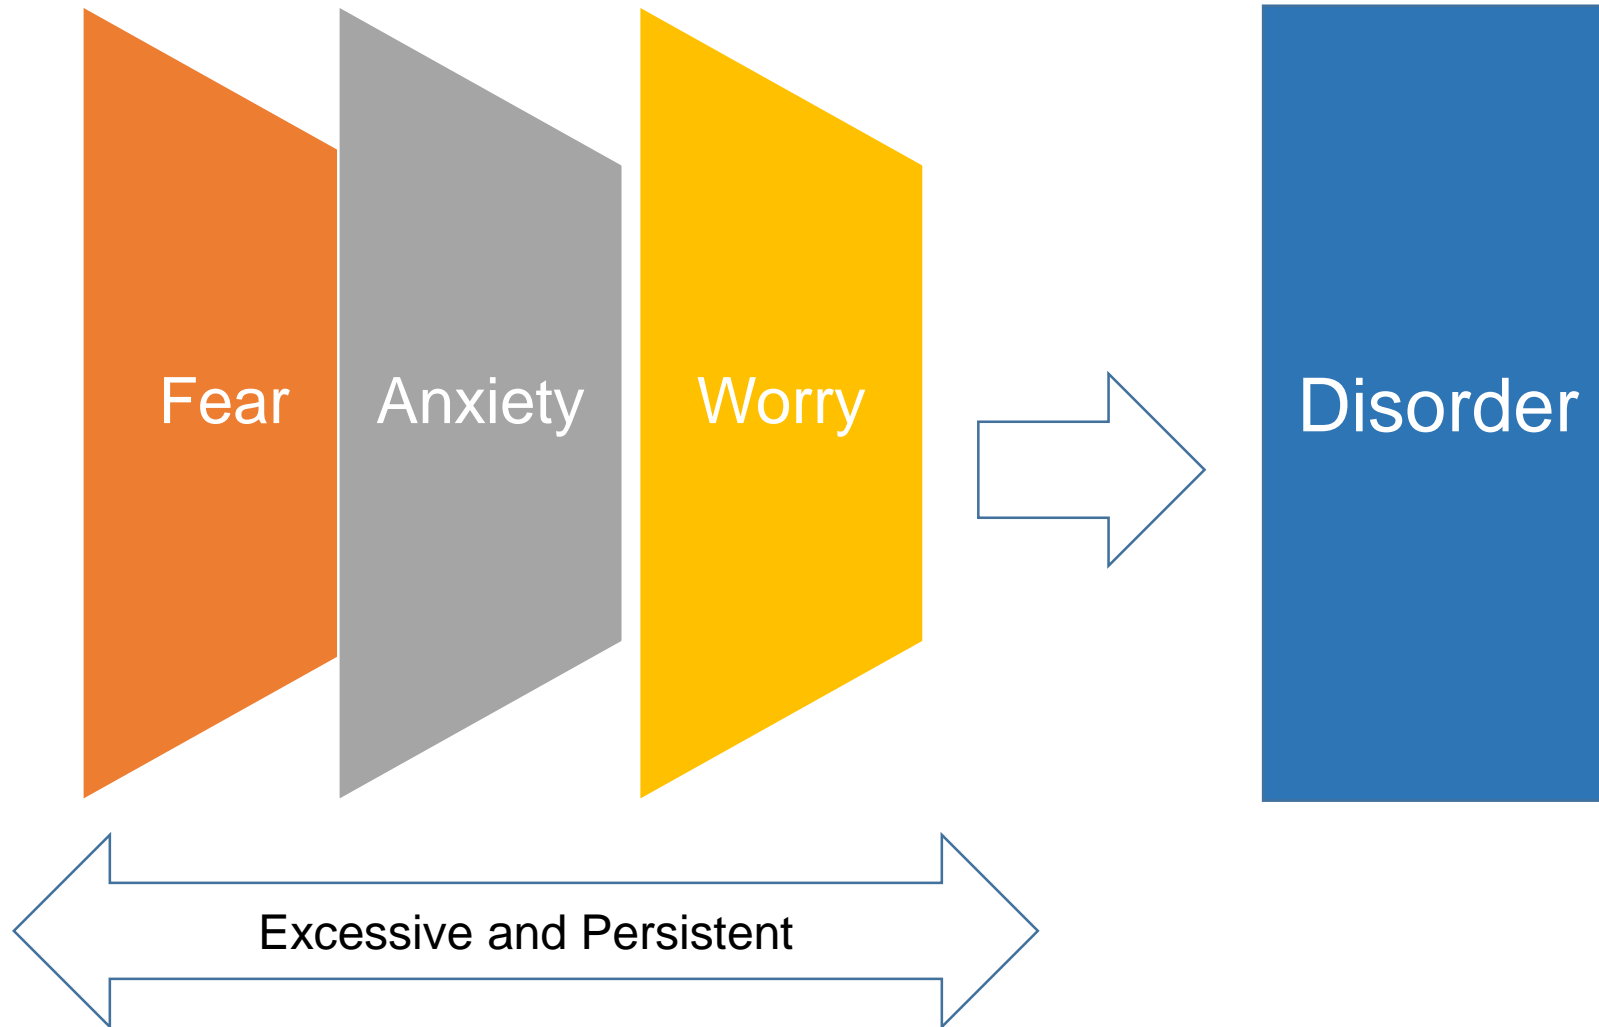 Fear
Anxiety
Worry
Disorder
Excessive and Persistent